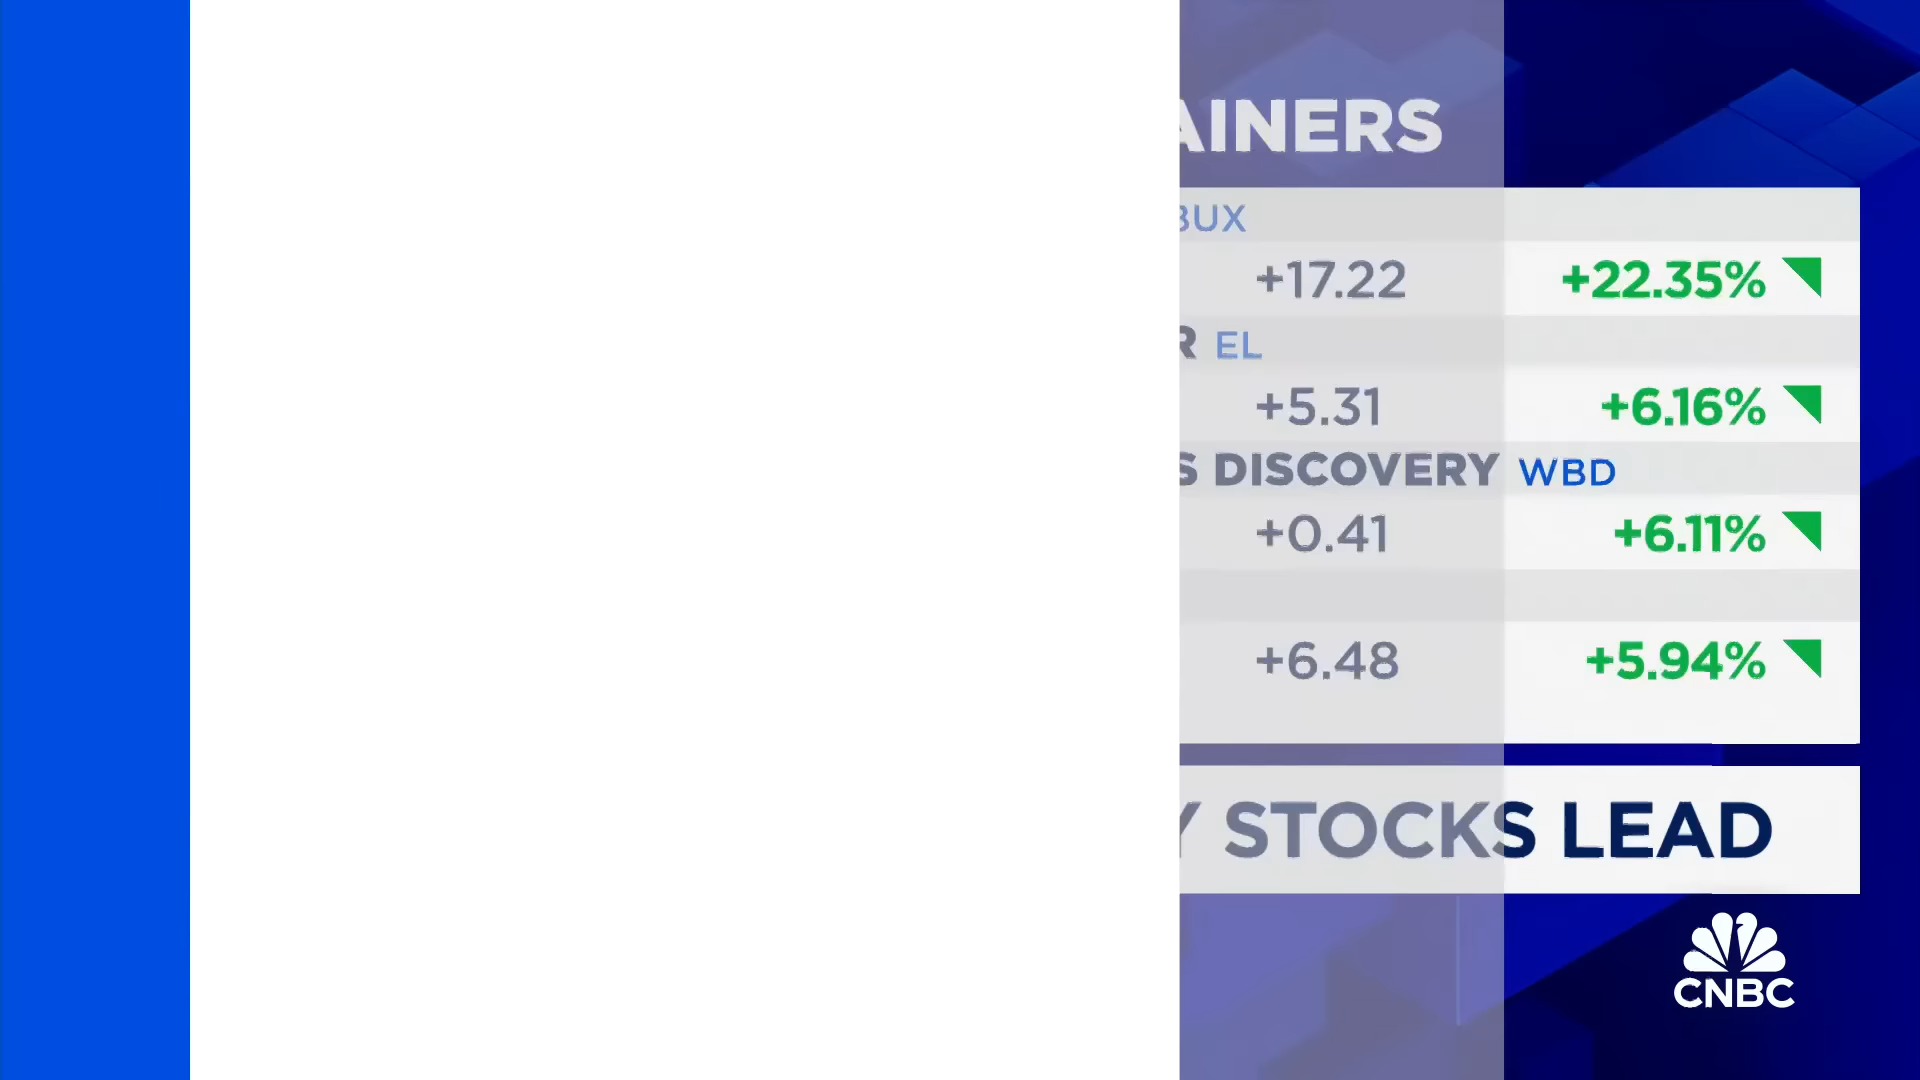 AINERS
BUX
+17.22 +22.35%
R EL
+5.31 +6.16%
S DISCOVERY WBD
+0.41 +6.11%
+6.48 +5.94%
Y STOCKS LEAD
CNBC